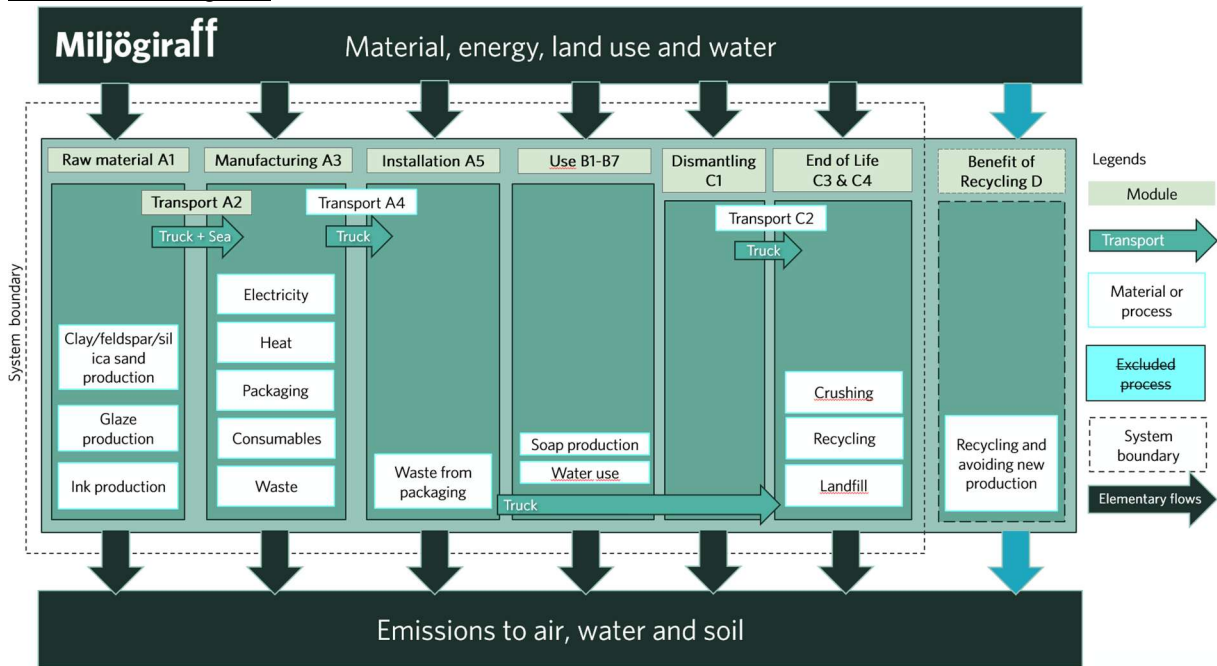 Miljögiraff
Material, energy, land use and water
System boundary
Raw material A1
Manufacturing A3
Installation A5
Use B1-B7
Dismantling
C1
End of Life
C3 & C4
Benefit of
Recycling D
Transport A2
Truck + Sea
Transport A4
Truck
Transport C2
Truck
Clay/feldspar/sil
ica sand
production
Glaze
production
Ink production
Electricity
Heat
Packaging
Consumables
Waste
Waste from
packaging
Soap production
Water use
Truck
Crushing
Recycling
Landfill
Recycling and
avoiding new
production
Legends
Module
Transport
Material or
process
Excluded
process
System
boundary
Elementary flows
Emissions to air, water and soil